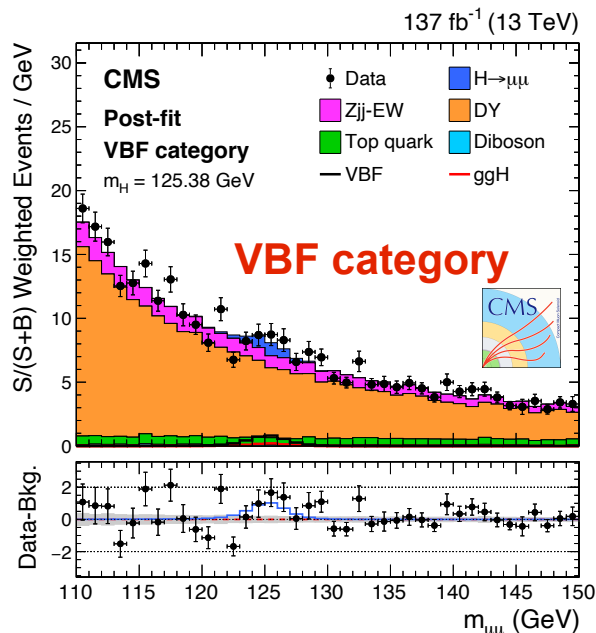 137 fb⁻¹ (13 TeV)
S/(S+B) Weighted Events / GeV
30
25
20
15
10
5
0
CMS
Post-fit
VBF category
m_H = 125.38 GeV
Data
H→μμ
Zjj-EW
DY
Top quark
Diboson
VBF
ggH
VBF category
CMS
Data-Bkg.
2
0
−2
110 115 120 125 130 135 140 145 150
m_μμ (GeV)